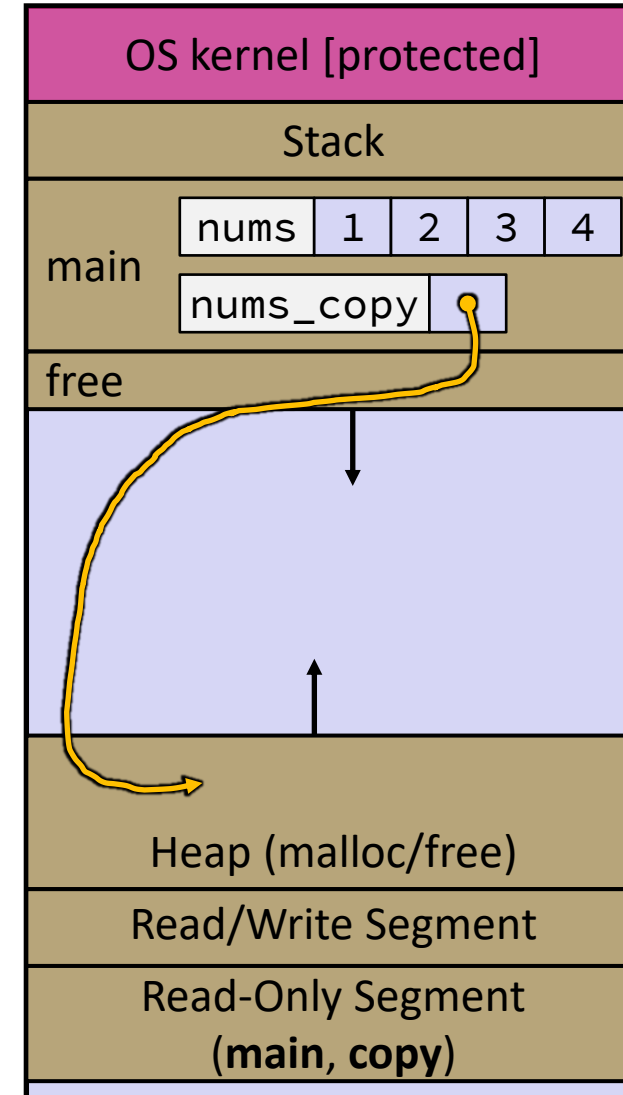 OS kernel [protected]
Stack
main
nums 1 2 3 4
nums_copy
free
Heap (malloc/free)
Read/Write Segment
Read-Only Segment
(main, copy)